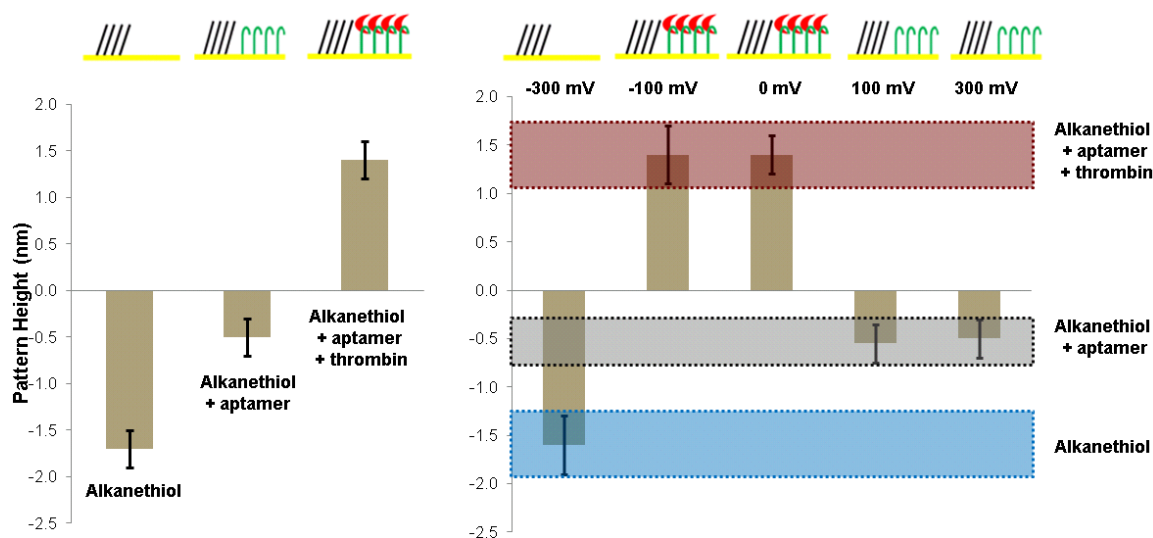 2.0
1.5
1.0
0.5
0.0
-0.5
-1.0
-1.5
-2.0
-2.5
Pattern Height (nm)
Alkanethiol
Alkanethiol
+ aptamer
Alkanethiol
+ aptamer
+ thrombin
-300 mV
-100 mV
0 mV
100 mV
300 mV
2.0
1.5
1.0
0.5
0.0
-0.5
-1.0
-1.5
-2.0
-2.5
Alkanethiol
+ aptamer
+ thrombin
Alkanethiol
+ aptamer
Alkanethiol